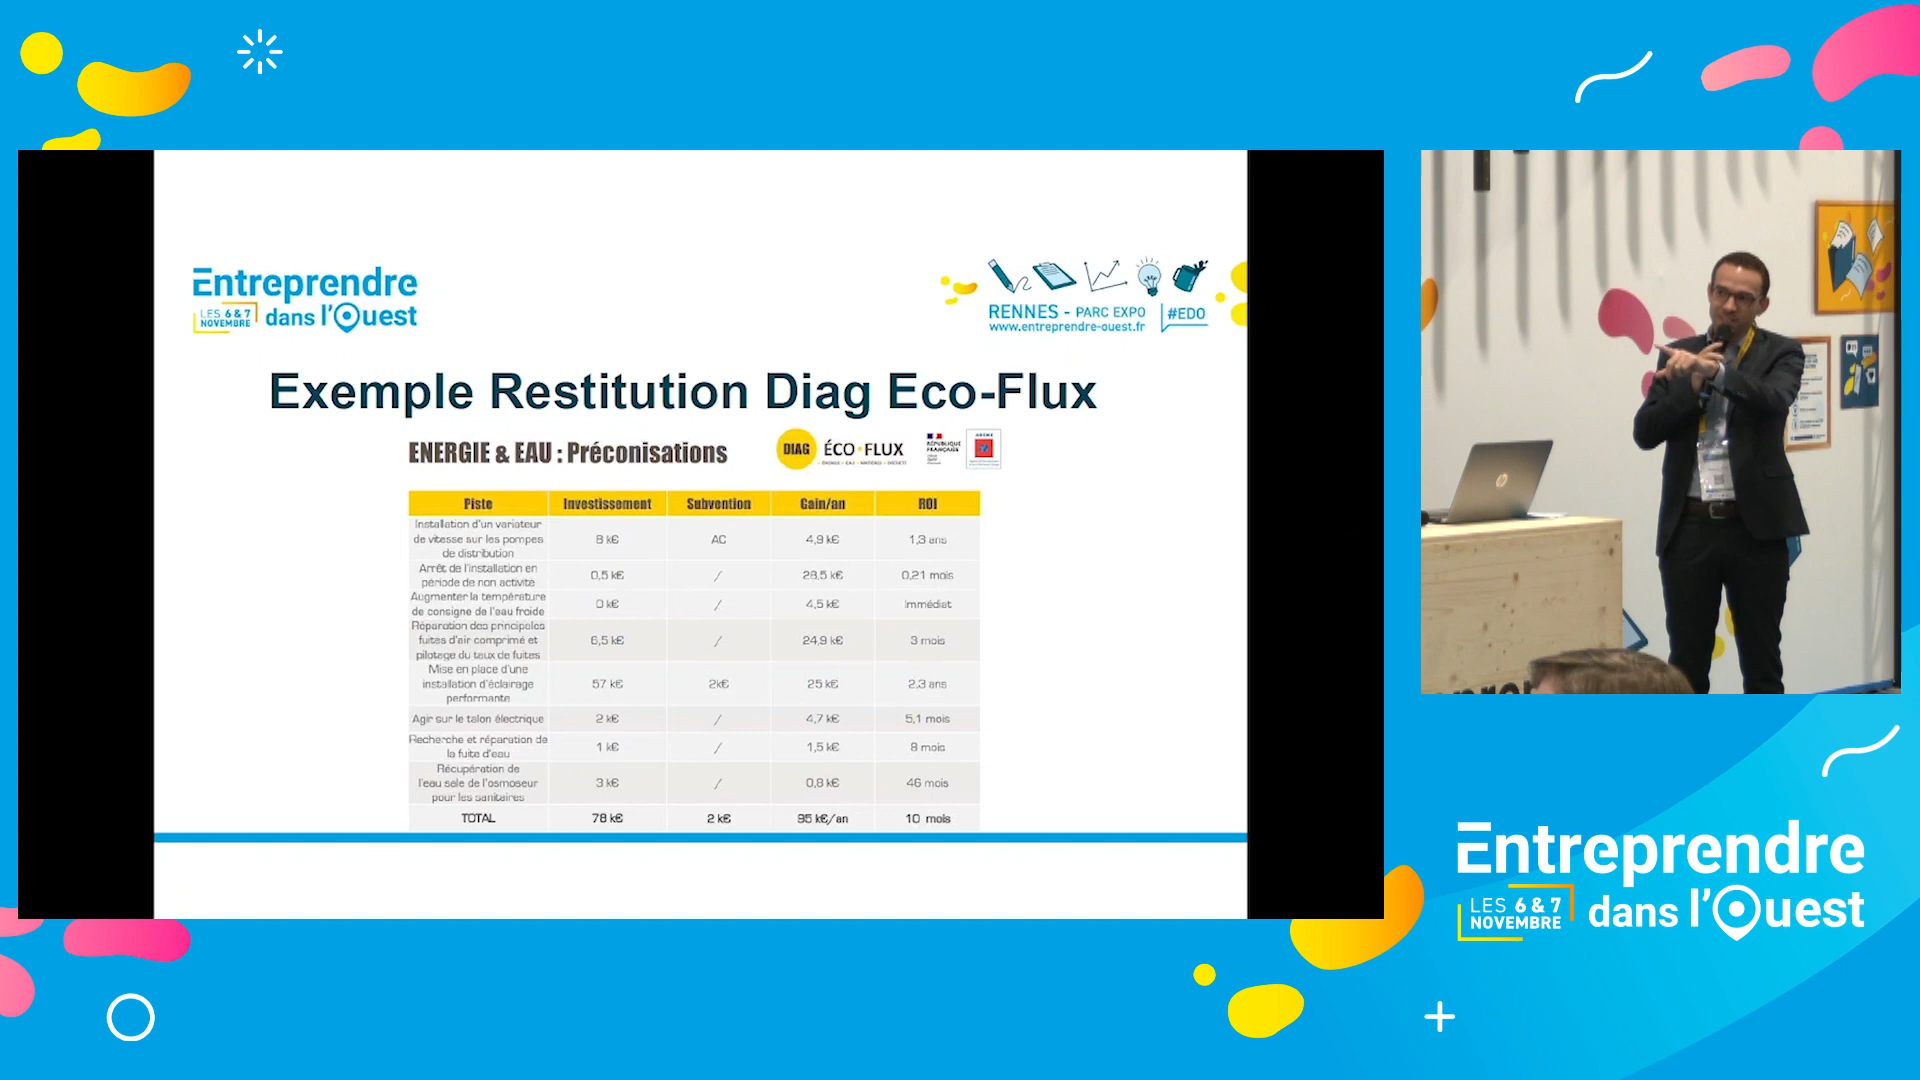 Entreprendre
LES 6 & 7
NOVEMBRE
dans l'Ouest
RENNES - PARC EXPO
www.entreprendre-ouest.fr
#EDO
Exemple Restitution Diag Eco-Flux
ENERGIE & EAU : Préconisations
DIAG ÉCO•FLUX
RÉPUBLIQUE
FRANÇAISE
Piste Investissement Subvention Gain/an ROI
Installation d'un variateur
de vitesse sur les pompes
de distribution
8 k€ AC 4,9 k€ 1,3 ans
Arrêt de l'installation en
période de non activité
0,5 k€ / 28,5 k€ 0,21 mois
Augmenter la température
de consigne de l'eau froide
0 k€ / 4,5 k€ Immédiat
Réparation des principales
fuites d'air comprimé et
pilotage du taux de fuites
6,5 k€ / 24,9 k€ 3 mois
Mise en place d'une
installation d'éclairage
performante
57 k€ 2k€ 25 k€ 2,3 ans
Agir sur le talon électrique 2 k€ / 4,7 k€ 5,1 mois
Recherche et réparation de
la fuite d'eau
1 k€ / 1,5 k€ 8 mois
Récupération de
l'eau sale de l'osmoseur
pour les sanitaires
3 k€ / 0,8 k€ 46 mois
TOTAL 78 k€ 2 k€ 95 k€/an 10 mois
Entreprendre
LES 6 & 7
NOVEMBRE
dans l'Ouest